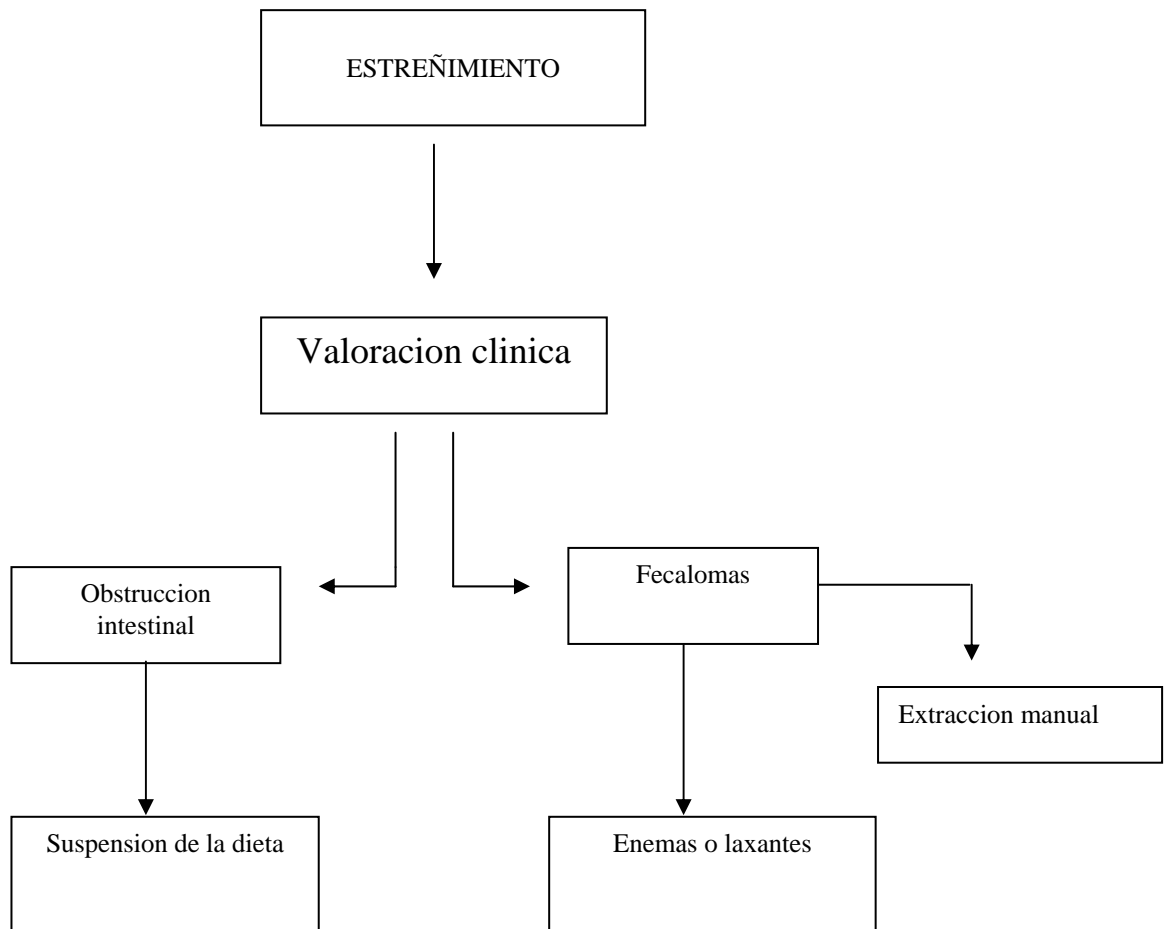 ESTREÑIMIENTO
Valoracion clinica
Obstruccion
intestinal
Fecalomas
Extraccion manual
Suspension de la dieta
Enemas o laxantes